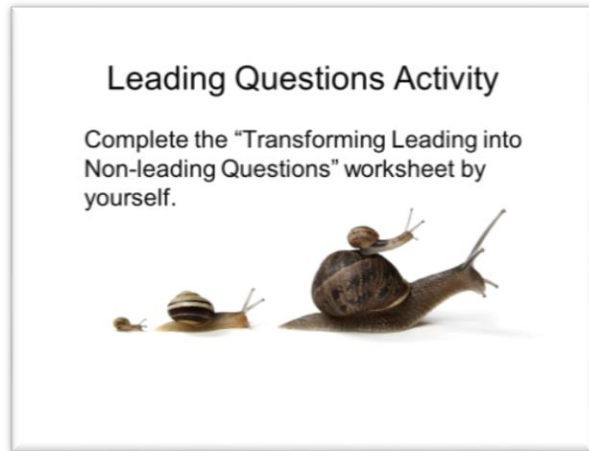 Leading Questions Activity
Complete the “Transforming Leading into
Non-leading Questions” worksheet by
yourself.